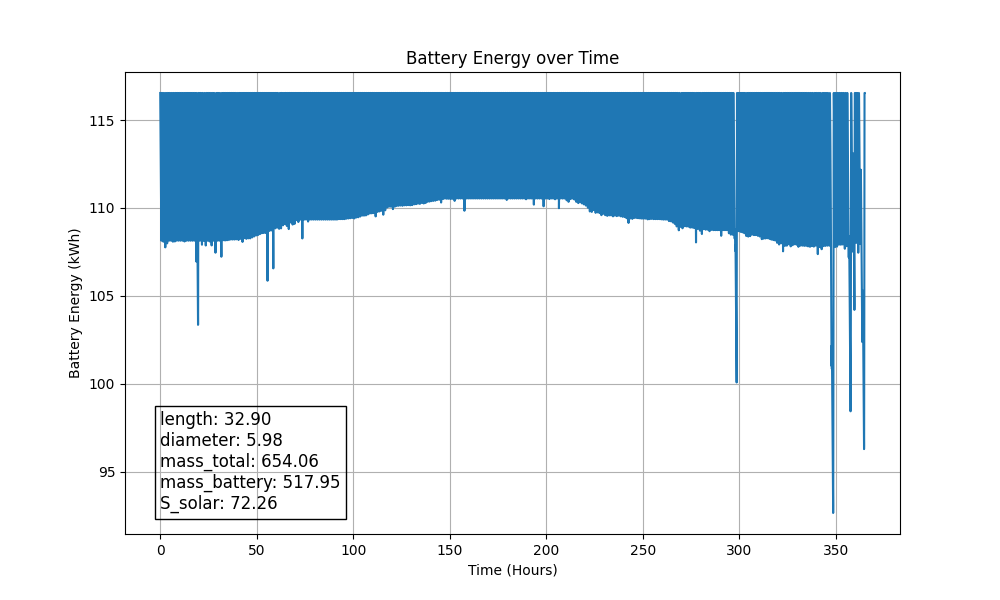 Battery Energy over Time
Battery Energy (kWh)
115
110
105
100
95
length: 32.90
diameter: 5.98
mass_total: 654.06
mass_battery: 517.95
S_solar: 72.26
0 50 100 150 200 250 300 350
Time (Hours)